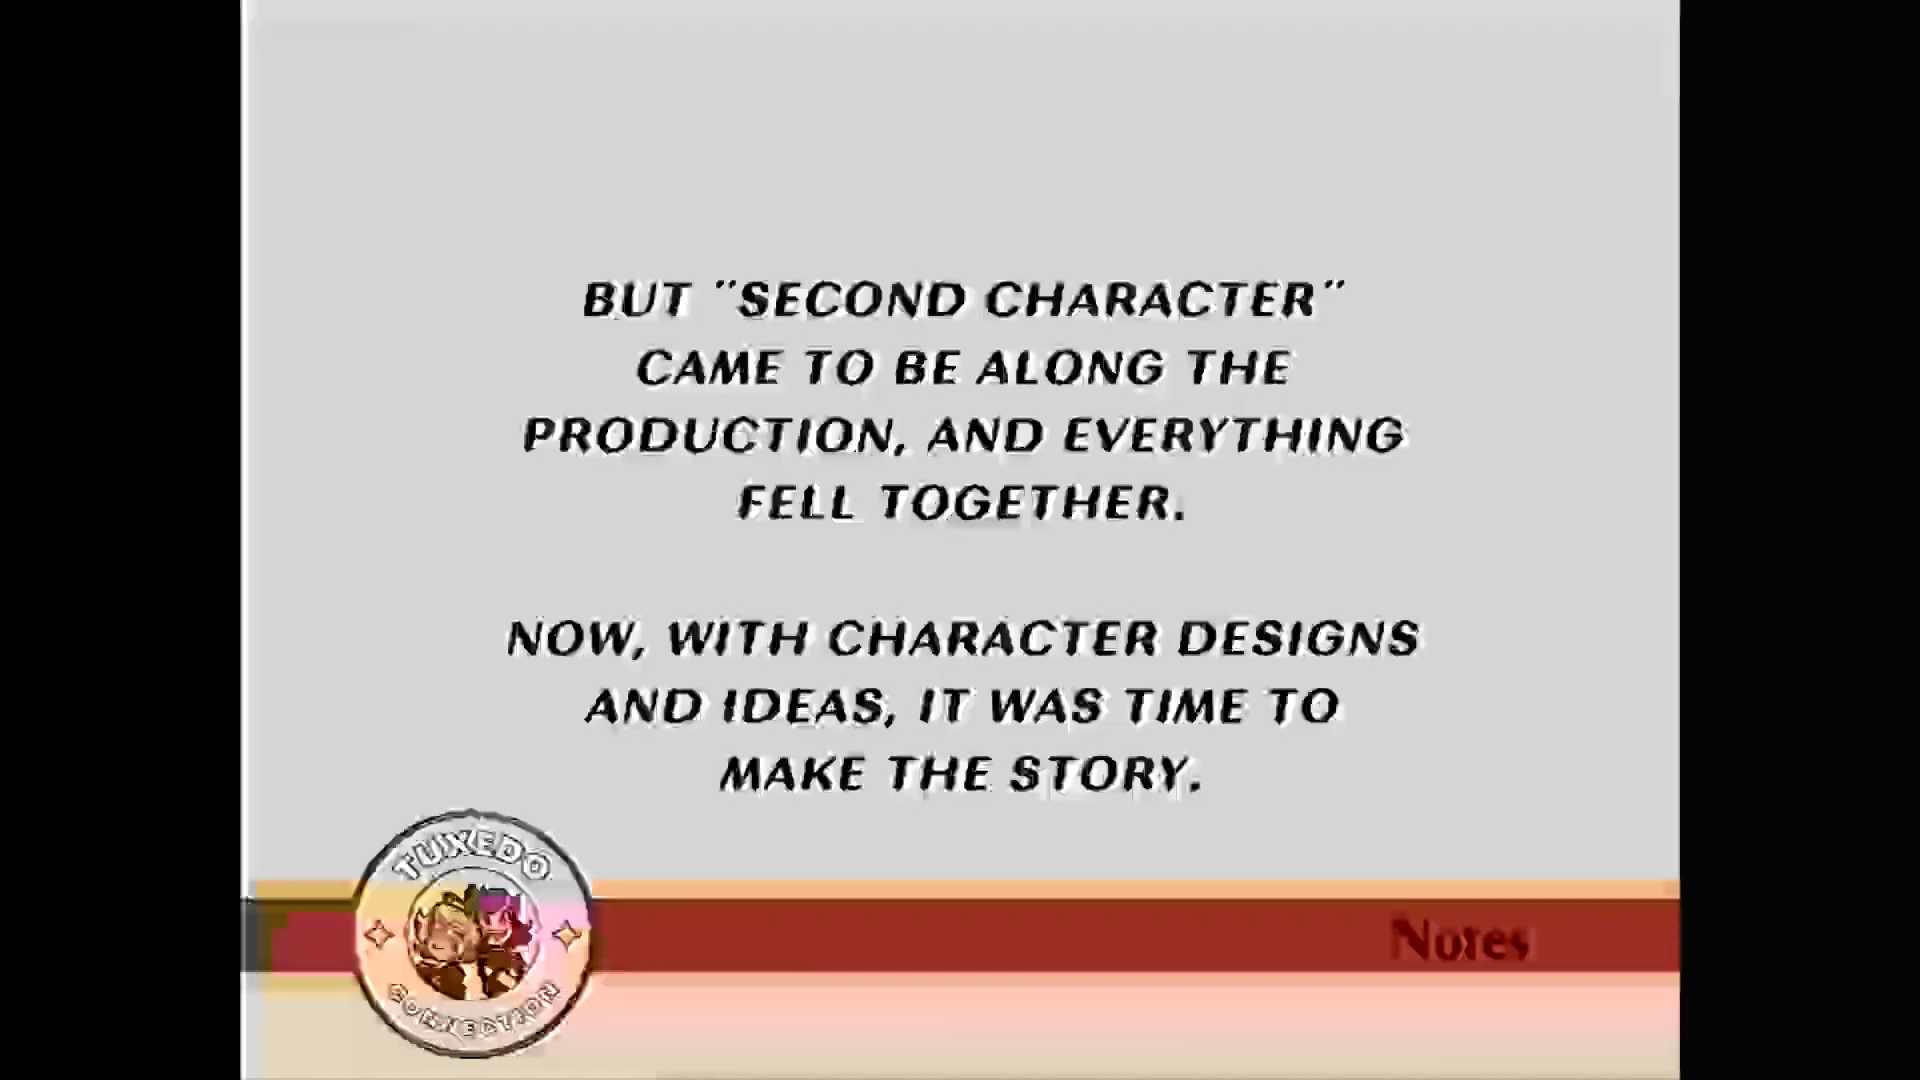 BUT "SECOND CHARACTER"
CAME TO BE ALONG THE
PRODUCTION, AND EVERYTHING
FELL TOGETHER.
NOW, WITH CHARACTER DESIGNS
AND IDEAS, IT WAS TIME TO
MAKE THE STORY.
TUXEDO
Notes